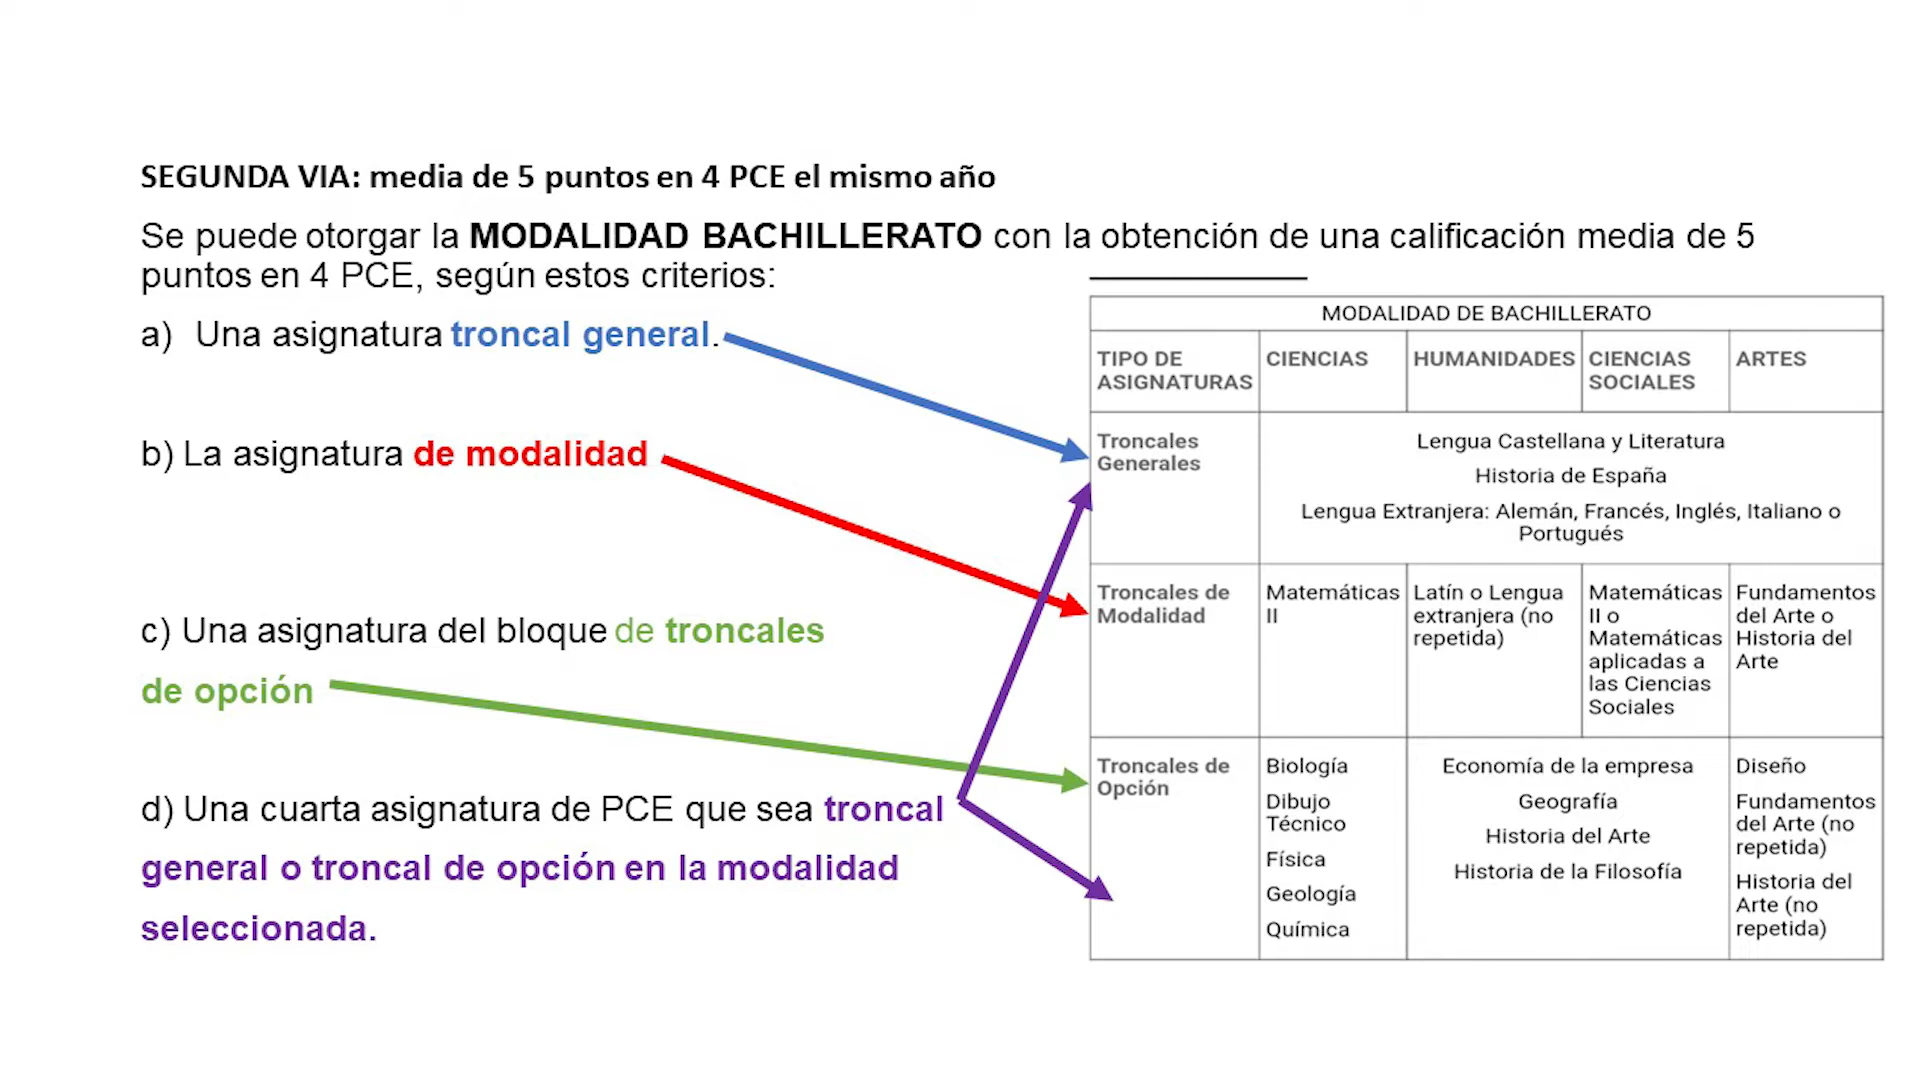 SEGUNDA VIA: media de 5 puntos en 4 PCE el mismo año
Se puede otorgar la MODALIDAD BACHILLERATO con la obtención de una calificación media de 5
puntos en 4 PCE, según estos criterios:
a) Una asignatura troncal general.
b) La asignatura de modalidad
c) Una asignatura del bloque de troncales
de opción
d) Una cuarta asignatura de PCE que sea troncal
general o troncal de opción en la modalidad
seleccionada.
MODALIDAD DE BACHILLERATO
TIPO DE
ASIGNATURAS
CIENCIAS
HUMANIDADES
CIENCIAS
SOCIALES
ARTES
Troncales
Generales
Lengua Castellana y Literatura
Historia de España
Lengua Extranjera: Alemán, Francés, Inglés, Italiano o
Portugués
Troncales de
Modalidad
Matemáticas
II
Latín o Lengua
extranjera (no
repetida)
Matemáticas
II o
Matemáticas
aplicadas a
las Ciencias
Sociales
Fundamentos
del Arte o
Historia del
Arte
Troncales de
Opción
Biología
Dibujo
Técnico
Física
Geología
Química
Economía de la empresa
Geografía
Historia del Arte
Historia de la Filosofía
Diseño
Fundamentos
del Arte (no
repetida)
Historia del
Arte (no
repetida)